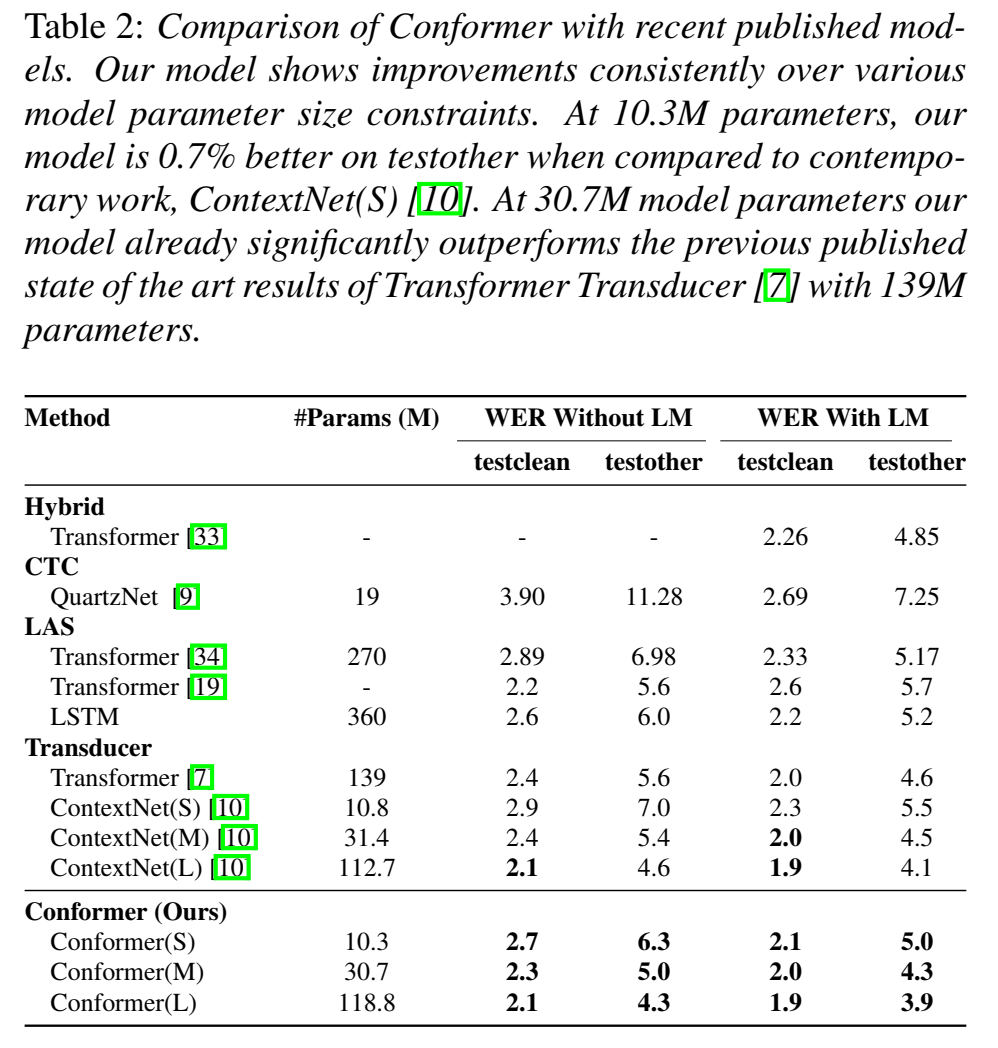 Table 2: Comparison of Conformer with recent published mod-
els. Our model shows improvements consistently over various
model parameter size constraints. At 10.3M parameters, our
model is 0.7% better on testother when compared to contempo-
rary work, ContextNet(S) [10]. At 30.7M model parameters our
model already significantly outperforms the previous published
state of the art results of Transformer Transducer [7] with 139M
parameters.
Method #Params (M) WER Without LM WER With LM
testclean testother testclean testother
Hybrid
Transformer [33] - - - 2.26 4.85
CTC
QuartzNet [9] 19 3.90 11.28 2.69 7.25
LAS
Transformer [34] 270 2.89 6.98 2.33 5.17
Transformer [19] - 2.2 5.6 2.6 5.7
LSTM 360 2.6 6.0 2.2 5.2
Transducer
Transformer [7] 139 2.4 5.6 2.0 4.6
ContextNet(S) [10] 10.8 2.9 7.0 2.3 5.5
ContextNet(M) [10] 31.4 2.4 5.4 2.0 4.5
ContextNet(L) [10] 112.7 2.1 4.6 1.9 4.1
Conformer (Ours)
Conformer(S) 10.3 2.7 6.3 2.1 5.0
Conformer(M) 30.7 2.3 5.0 2.0 4.3
Conformer(L) 118.8 2.1 4.3 1.9 3.9